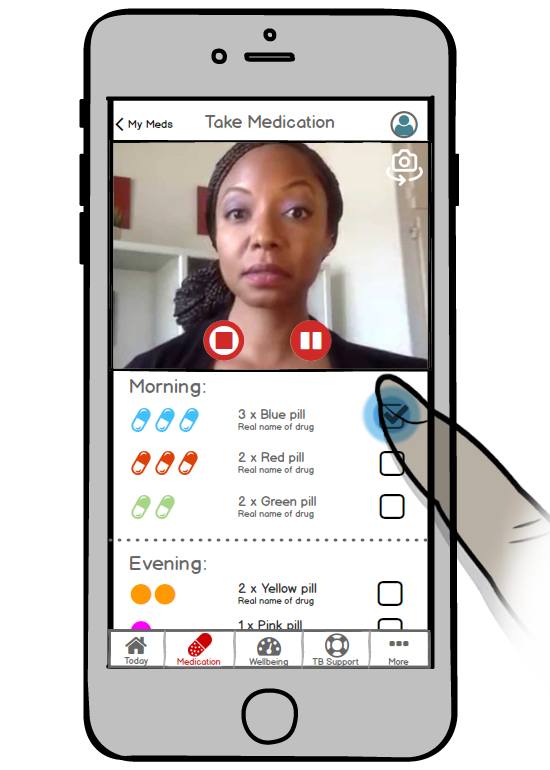 My Meds
Take Medication
Morning:
3 x Blue pill
Real name of drug
2 x Red pill
Real name of drug
2 x Green pill
Real name of drug
Evening:
2 x Yellow pill
Real name of drug
1 x Pink pill
Today
Medication
Wellbeing
TB Support
More